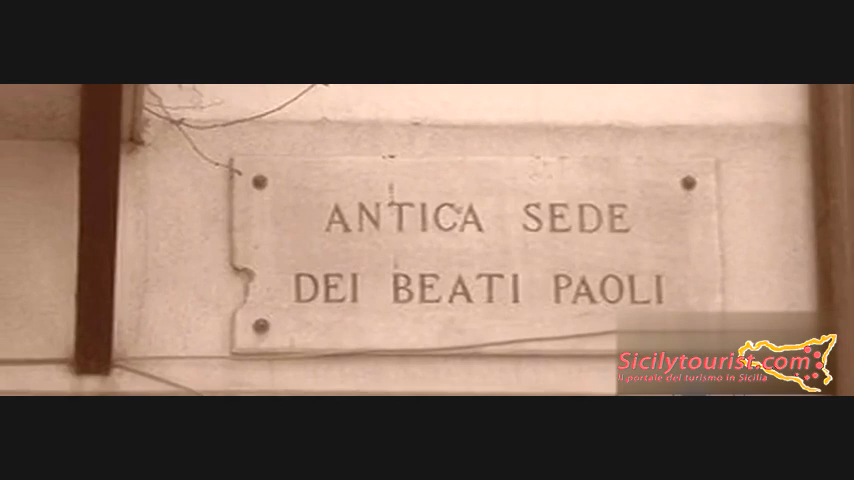 ANTICA SEDE
DEI BEATI PAOLI
Sicilytourist.com
Il portale del turismo in Sicilia